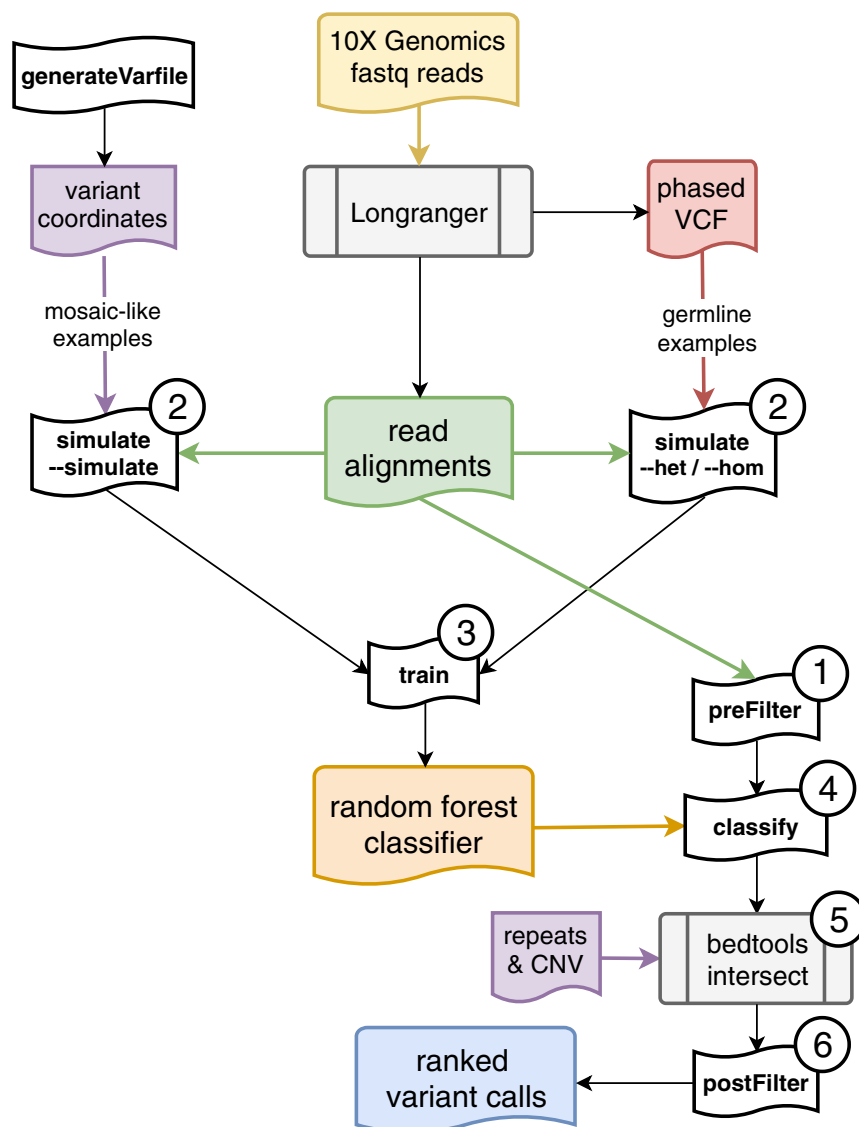 10X Genomics
fastq reads
generateVarfile
variant
coordinates
Longranger
phased
VCF
mosaic-like
examples
germline
examples
2
simulate
--simulate
read
alignments
2
simulate
--het / --hom
3
train
1
preFilter
random forest
classifier
4
classify
5
repeats
& CNV
bedtools
intersect
6
postFilter
ranked
variant calls